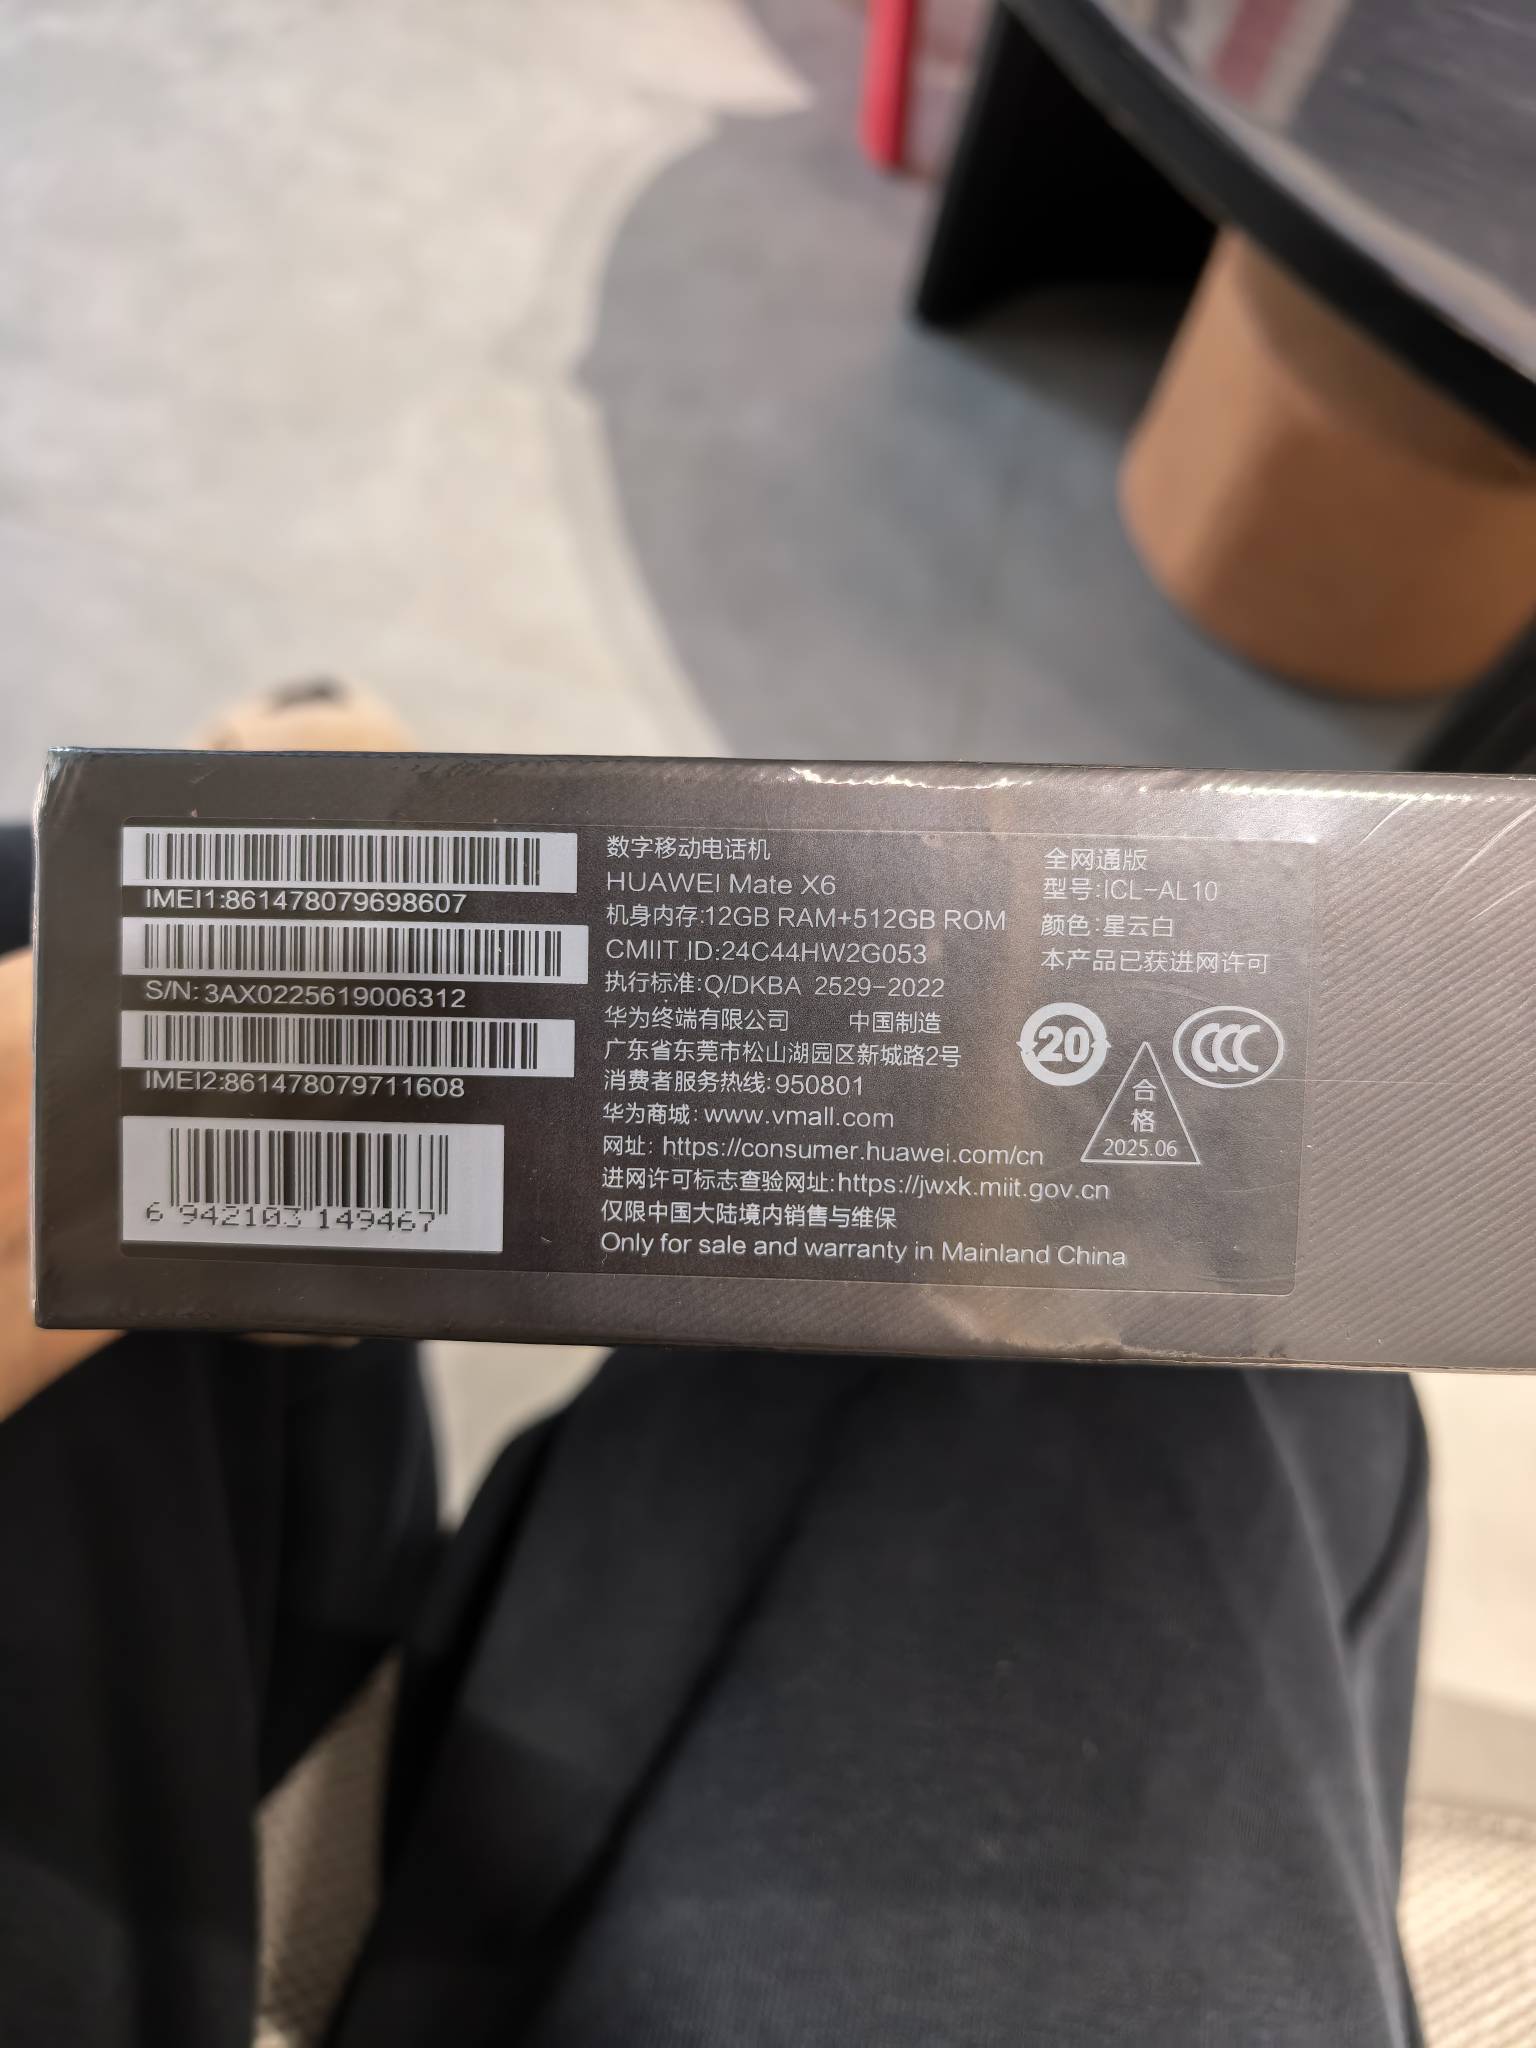 IMEI1:861478079698607
S/N: 3AX0225619006312
IMEI2:861478079711608
6 942103 149467
数字移动电话机
HUAWEI Mate X6
机身内存:12GB RAM+512GB ROM
CMIIT ID:24C44HW2G053
执行标准:Q/DKBA 2529-2022
华为终端有限公司 中国制造
广东省东莞市松山湖园区新城路2号
消费者服务热线:950801
华为商城: www.vmall.com
网址: https://consumer.huawei.com/cn
进网许可标志查验网址:https://jwxk.miit.gov.cn
仅限中国大陆境内销售与维保
Only for sale and warranty in Mainland China
全网通版
型号:ICL-AL10
颜色:星云白
本产品已获进网许可
20
CCC
合
格
2025.06